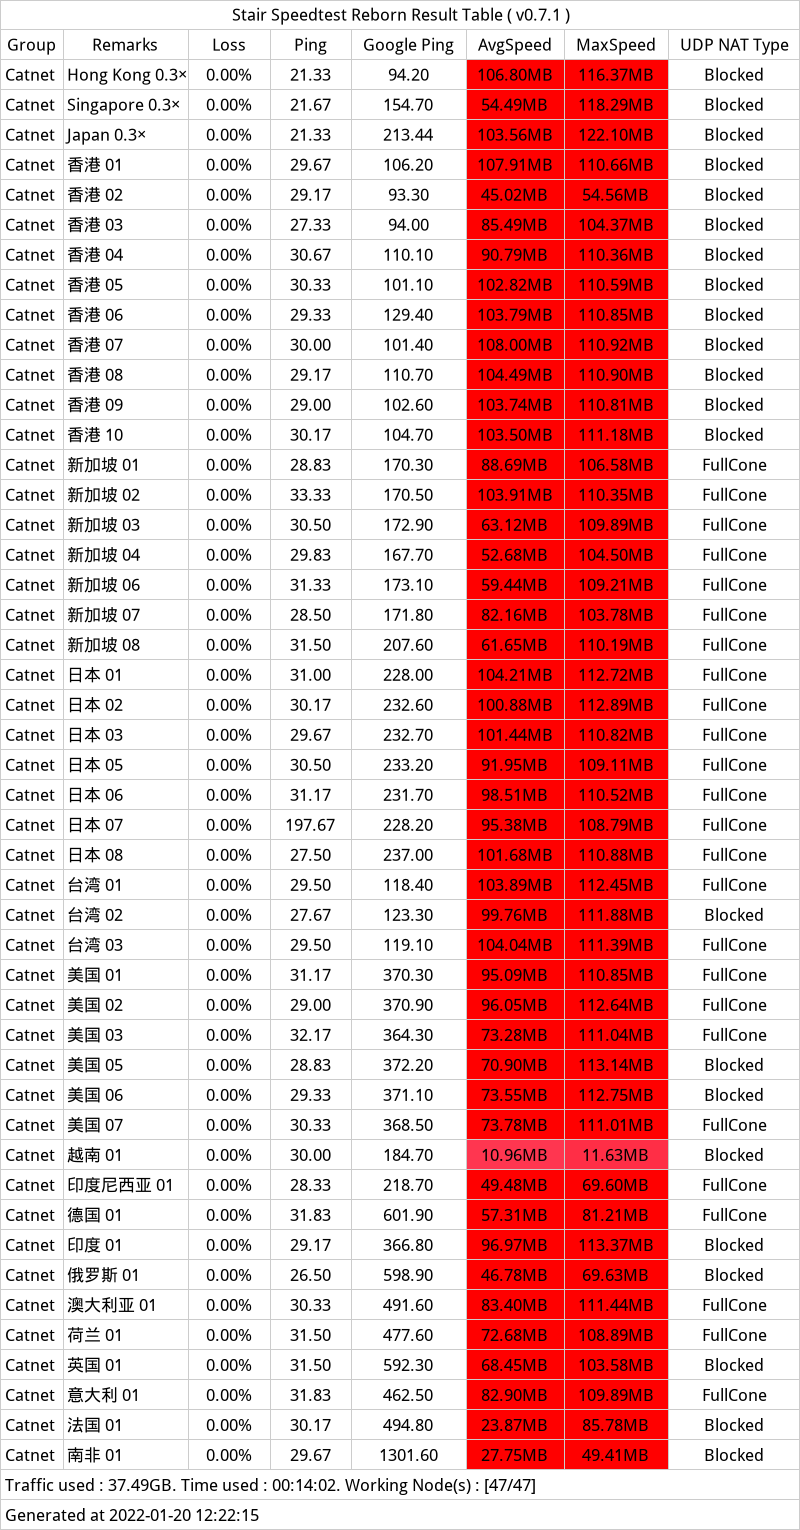 Stair Speedtest Reborn Result Table ( v0.7.1 )
Group Remarks Loss Ping Google Ping AvgSpeed MaxSpeed UDP NAT Type
Catnet Hong Kong 0.3× 0.00% 21.33 94.20 106.80MB 116.37MB Blocked
Catnet Singapore 0.3× 0.00% 21.67 154.70 54.49MB 118.29MB Blocked
Catnet Japan 0.3× 0.00% 21.33 213.44 103.56MB 122.10MB Blocked
Catnet 香港 01 0.00% 29.67 106.20 107.91MB 110.66MB Blocked
Catnet 香港 02 0.00% 29.17 93.30 45.02MB 54.56MB Blocked
Catnet 香港 03 0.00% 27.33 94.00 85.49MB 104.37MB Blocked
Catnet 香港 04 0.00% 30.67 110.10 90.79MB 110.36MB Blocked
Catnet 香港 05 0.00% 30.33 101.10 102.82MB 110.59MB Blocked
Catnet 香港 06 0.00% 29.33 129.40 103.79MB 110.85MB Blocked
Catnet 香港 07 0.00% 30.00 101.40 108.00MB 110.92MB Blocked
Catnet 香港 08 0.00% 29.17 110.70 104.49MB 110.90MB Blocked
Catnet 香港 09 0.00% 29.00 102.60 103.74MB 110.81MB Blocked
Catnet 香港 10 0.00% 30.17 104.70 103.50MB 111.18MB Blocked
Catnet 新加坡 01 0.00% 28.83 170.30 88.69MB 106.58MB FullCone
Catnet 新加坡 02 0.00% 33.33 170.50 103.91MB 110.35MB FullCone
Catnet 新加坡 03 0.00% 30.50 172.90 63.12MB 109.89MB FullCone
Catnet 新加坡 04 0.00% 29.83 167.70 52.68MB 104.50MB FullCone
Catnet 新加坡 06 0.00% 31.33 173.10 59.44MB 109.21MB FullCone
Catnet 新加坡 07 0.00% 28.50 171.80 82.16MB 103.78MB FullCone
Catnet 新加坡 08 0.00% 31.50 207.60 61.65MB 110.19MB FullCone
Catnet 日本 01 0.00% 31.00 228.00 104.21MB 112.72MB FullCone
Catnet 日本 02 0.00% 30.17 232.60 100.88MB 112.89MB FullCone
Catnet 日本 03 0.00% 29.67 232.70 101.44MB 110.82MB FullCone
Catnet 日本 05 0.00% 30.50 233.20 91.95MB 109.11MB FullCone
Catnet 日本 06 0.00% 31.17 231.70 98.51MB 110.52MB FullCone
Catnet 日本 07 0.00% 197.67 228.20 95.38MB 108.79MB FullCone
Catnet 日本 08 0.00% 27.50 237.00 101.68MB 110.88MB FullCone
Catnet 台湾 01 0.00% 29.50 118.40 103.89MB 112.45MB FullCone
Catnet 台湾 02 0.00% 27.67 123.30 99.76MB 111.88MB Blocked
Catnet 台湾 03 0.00% 29.50 119.10 104.04MB 111.39MB FullCone
Catnet 美国 01 0.00% 31.17 370.30 95.09MB 110.85MB FullCone
Catnet 美国 02 0.00% 29.00 370.90 96.05MB 112.64MB FullCone
Catnet 美国 03 0.00% 32.17 364.30 73.28MB 111.04MB FullCone
Catnet 美国 05 0.00% 28.83 372.20 70.90MB 113.14MB Blocked
Catnet 美国 06 0.00% 29.33 371.10 73.55MB 112.75MB Blocked
Catnet 美国 07 0.00% 30.33 368.50 73.78MB 111.01MB FullCone
Catnet 越南 01 0.00% 30.00 184.70 10.96MB 11.63MB Blocked
Catnet 印度尼西亚 01 0.00% 28.33 218.70 49.48MB 69.60MB FullCone
Catnet 德国 01 0.00% 31.83 601.90 57.31MB 81.21MB FullCone
Catnet 印度 01 0.00% 29.17 366.80 96.97MB 113.37MB Blocked
Catnet 俄罗斯 01 0.00% 26.50 598.90 46.78MB 69.63MB Blocked
Catnet 澳大利亚 01 0.00% 30.33 491.60 83.40MB 111.44MB FullCone
Catnet 荷兰 01 0.00% 31.50 477.60 72.68MB 108.89MB FullCone
Catnet 英国 01 0.00% 31.50 592.30 68.45MB 103.58MB Blocked
Catnet 意大利 01 0.00% 31.83 462.50 82.90MB 109.89MB FullCone
Catnet 法国 01 0.00% 30.17 494.80 23.87MB 85.78MB Blocked
Catnet 南非 01 0.00% 29.67 1301.60 27.75MB 49.41MB Blocked
Traffic used : 37.49GB. Time used : 00:14:02. Working Node(s) : [47/47]
Generated at 2022-01-20 12:22:15